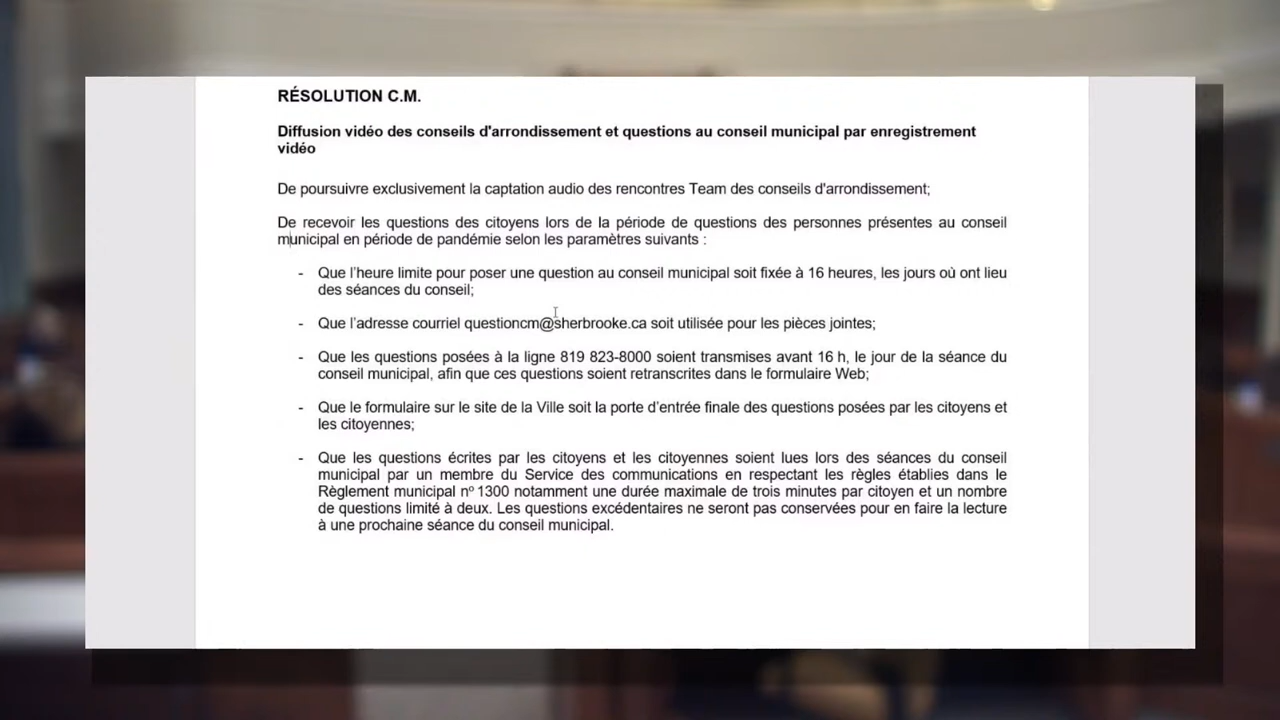 RÉSOLUTION C.M.
Diffusion vidéo des conseils d'arrondissement et questions au conseil municipal par enregistrement
vidéo
De poursuivre exclusivement la captation audio des rencontres Team des conseils d'arrondissement;
De recevoir les questions des citoyens lors de la période de questions des personnes présentes au conseil
municipal en période de pandémie selon les paramètres suivants :
- Que l'heure limite pour poser une question au conseil municipal soit fixée à 16 heures, les jours où ont lieu
des séances du conseil;
- Que l'adresse courriel questioncm@sherbrooke.ca soit utilisée pour les pièces jointes;
- Que les questions posées à la ligne 819 823-8000 soient transmises avant 16 h, le jour de la séance du
conseil municipal, afin que ces questions soient retranscrites dans le formulaire Web;
- Que le formulaire sur le site de la Ville soit la porte d'entrée finale des questions posées par les citoyens et
les citoyennes;
- Que les questions écrites par les citoyens et les citoyennes soient lues lors des séances du conseil
municipal par un membre du Service des communications en respectant les règles établies dans le
Règlement municipal nº 1300 notamment une durée maximale de trois minutes par citoyen et un nombre
de questions limité à deux. Les questions excédentaires ne seront pas conservées pour en faire la lecture
à une prochaine séance du conseil municipal.